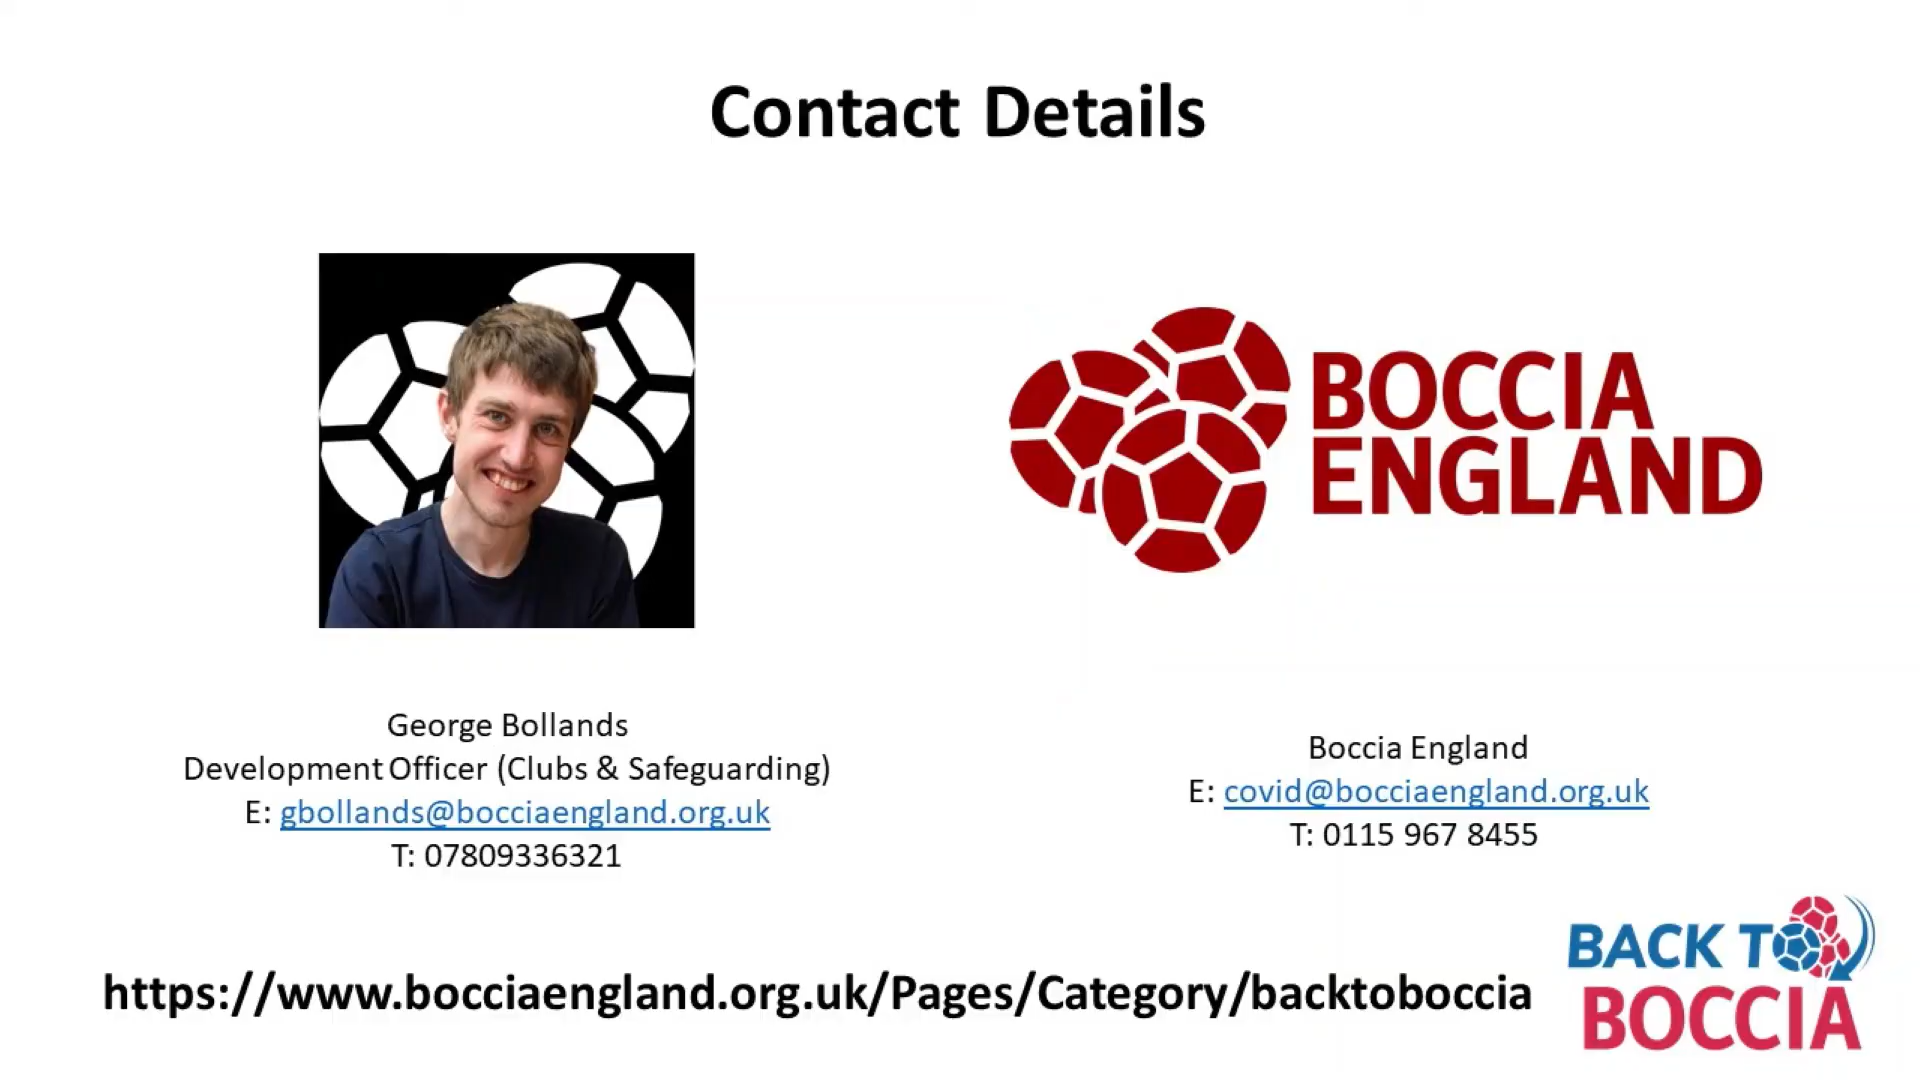 Contact Details
BOCCIA
ENGLAND
George Bollands
Development Officer (Clubs & Safeguarding)
E: gbollands@bocciaengland.org.uk
T: 07809336321
Boccia England
E: covid@bocciaengland.org.uk
T: 0115 967 8455
https://www.bocciaengland.org.uk/Pages/Category/backtoboccia
BACK TO
BOCCIA